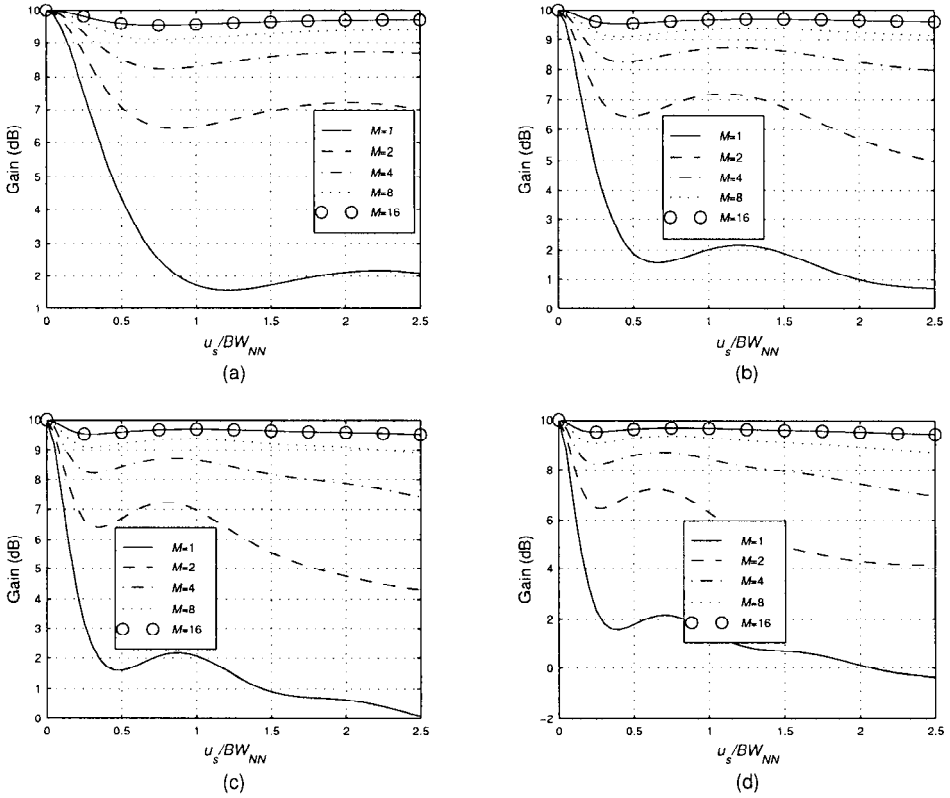 10
9
8
7
6
5
4
3
2
1
Gain (dB)
M=1
M=2
M=4
M=8
M=16
0 0.5 1 1.5 2 2.5
u_s/BW_NN
(a)
10
9
8
7
6
5
4
3
2
1
0
Gain (dB)
M=1
M=2
M=4
M=8
M=16
0 0.5 1 1.5 2 2.5
u_s/BW_NN
(b)
10
9
8
7
6
5
4
3
2
1
0
Gain (dB)
M=1
M=2
M=4
M=8
M=16
0 0.5 1 1.5 2 2.5
u_s/BW_NN
(c)
10
8
6
4
2
0
−2
Gain (dB)
M=1
M=2
M=4
M=8
M=16
0 0.5 1 1.5 2 2.5
u_s/BW_NN
(d)